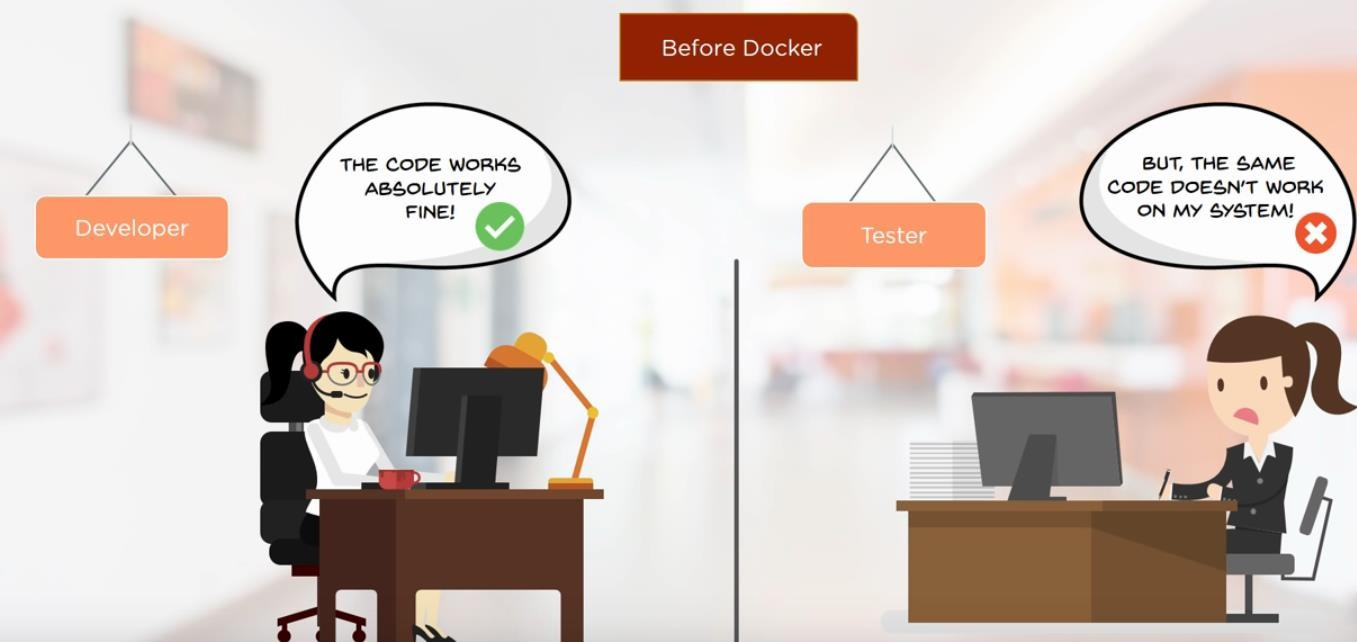 Before Docker
Developer
THE CODE WORKS
ABSOLUTELY
FINE!
Tester
BUT, THE SAME
CODE DOESN'T WORK
ON MY SYSTEM!